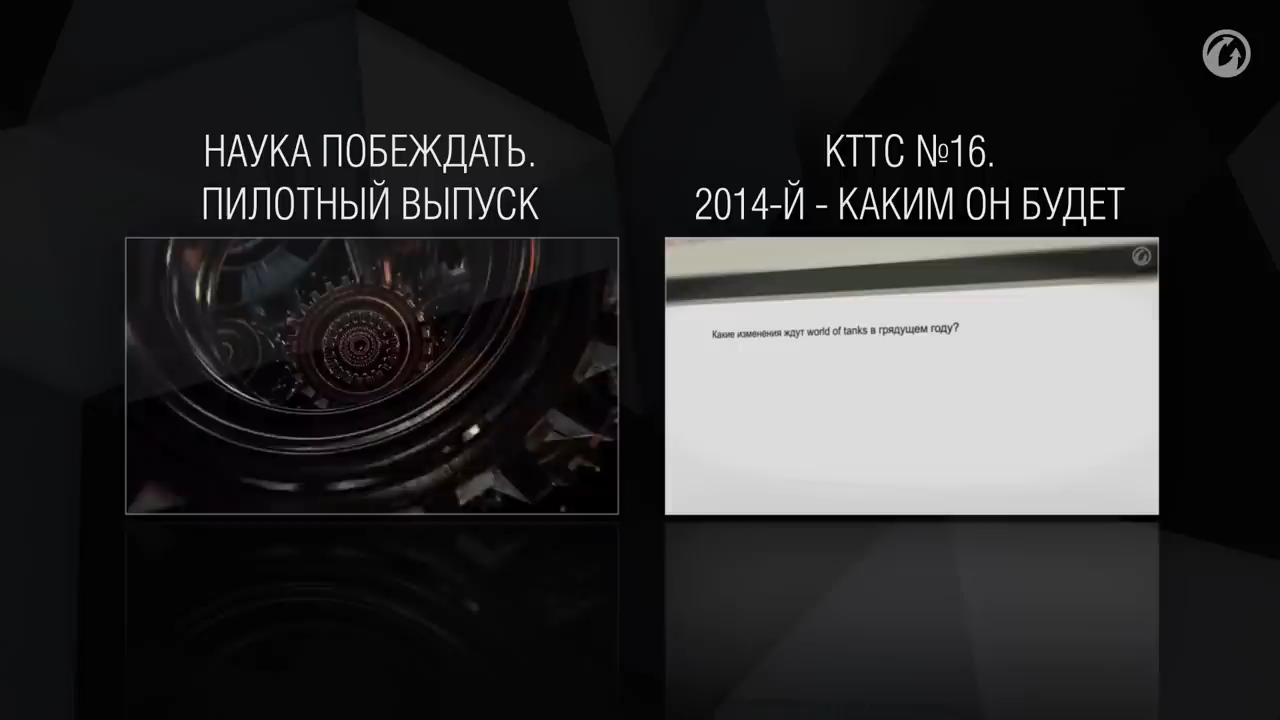 НАУКА ПОБЕЖДАТЬ.
ПИЛОТНЫЙ ВЫПУСК
КТТС №16.
2014-Й - КАКИМ ОН БУДЕТ
Какие изменения ждут world of tanks в грядущем году?